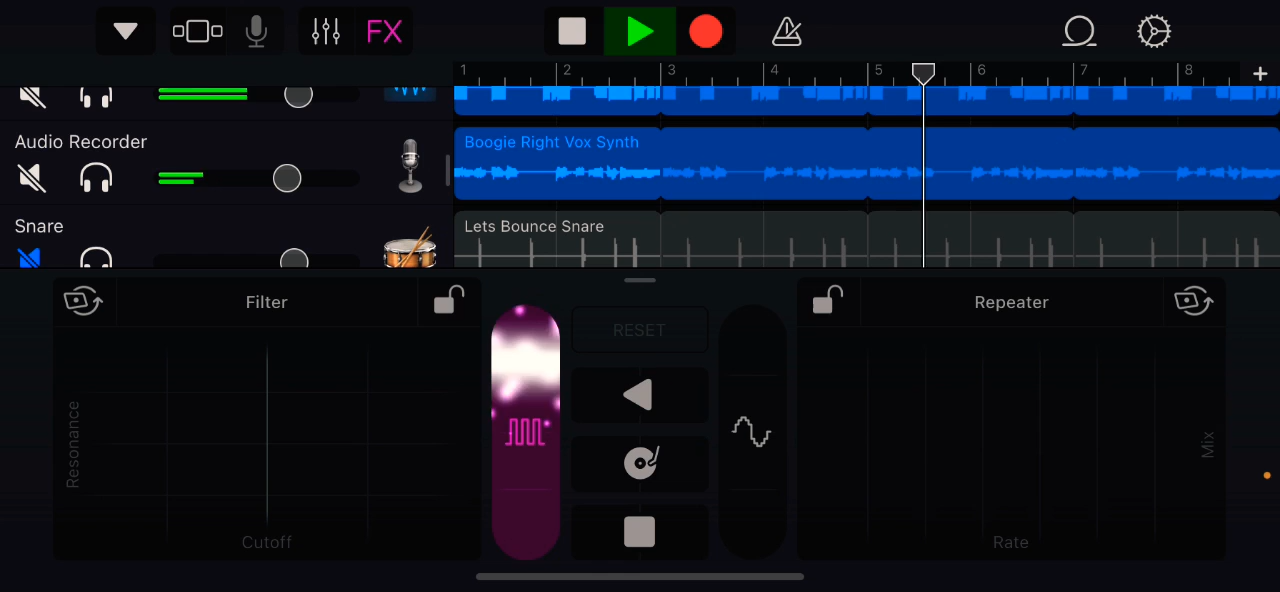 FX
1 2 3 4 5 6 7 8
Audio Recorder
Boogie Right Vox Synth
Snare
Lets Bounce Snare
Filter
RESET
Repeater
Resonance
Mix
Cutoff
Rate